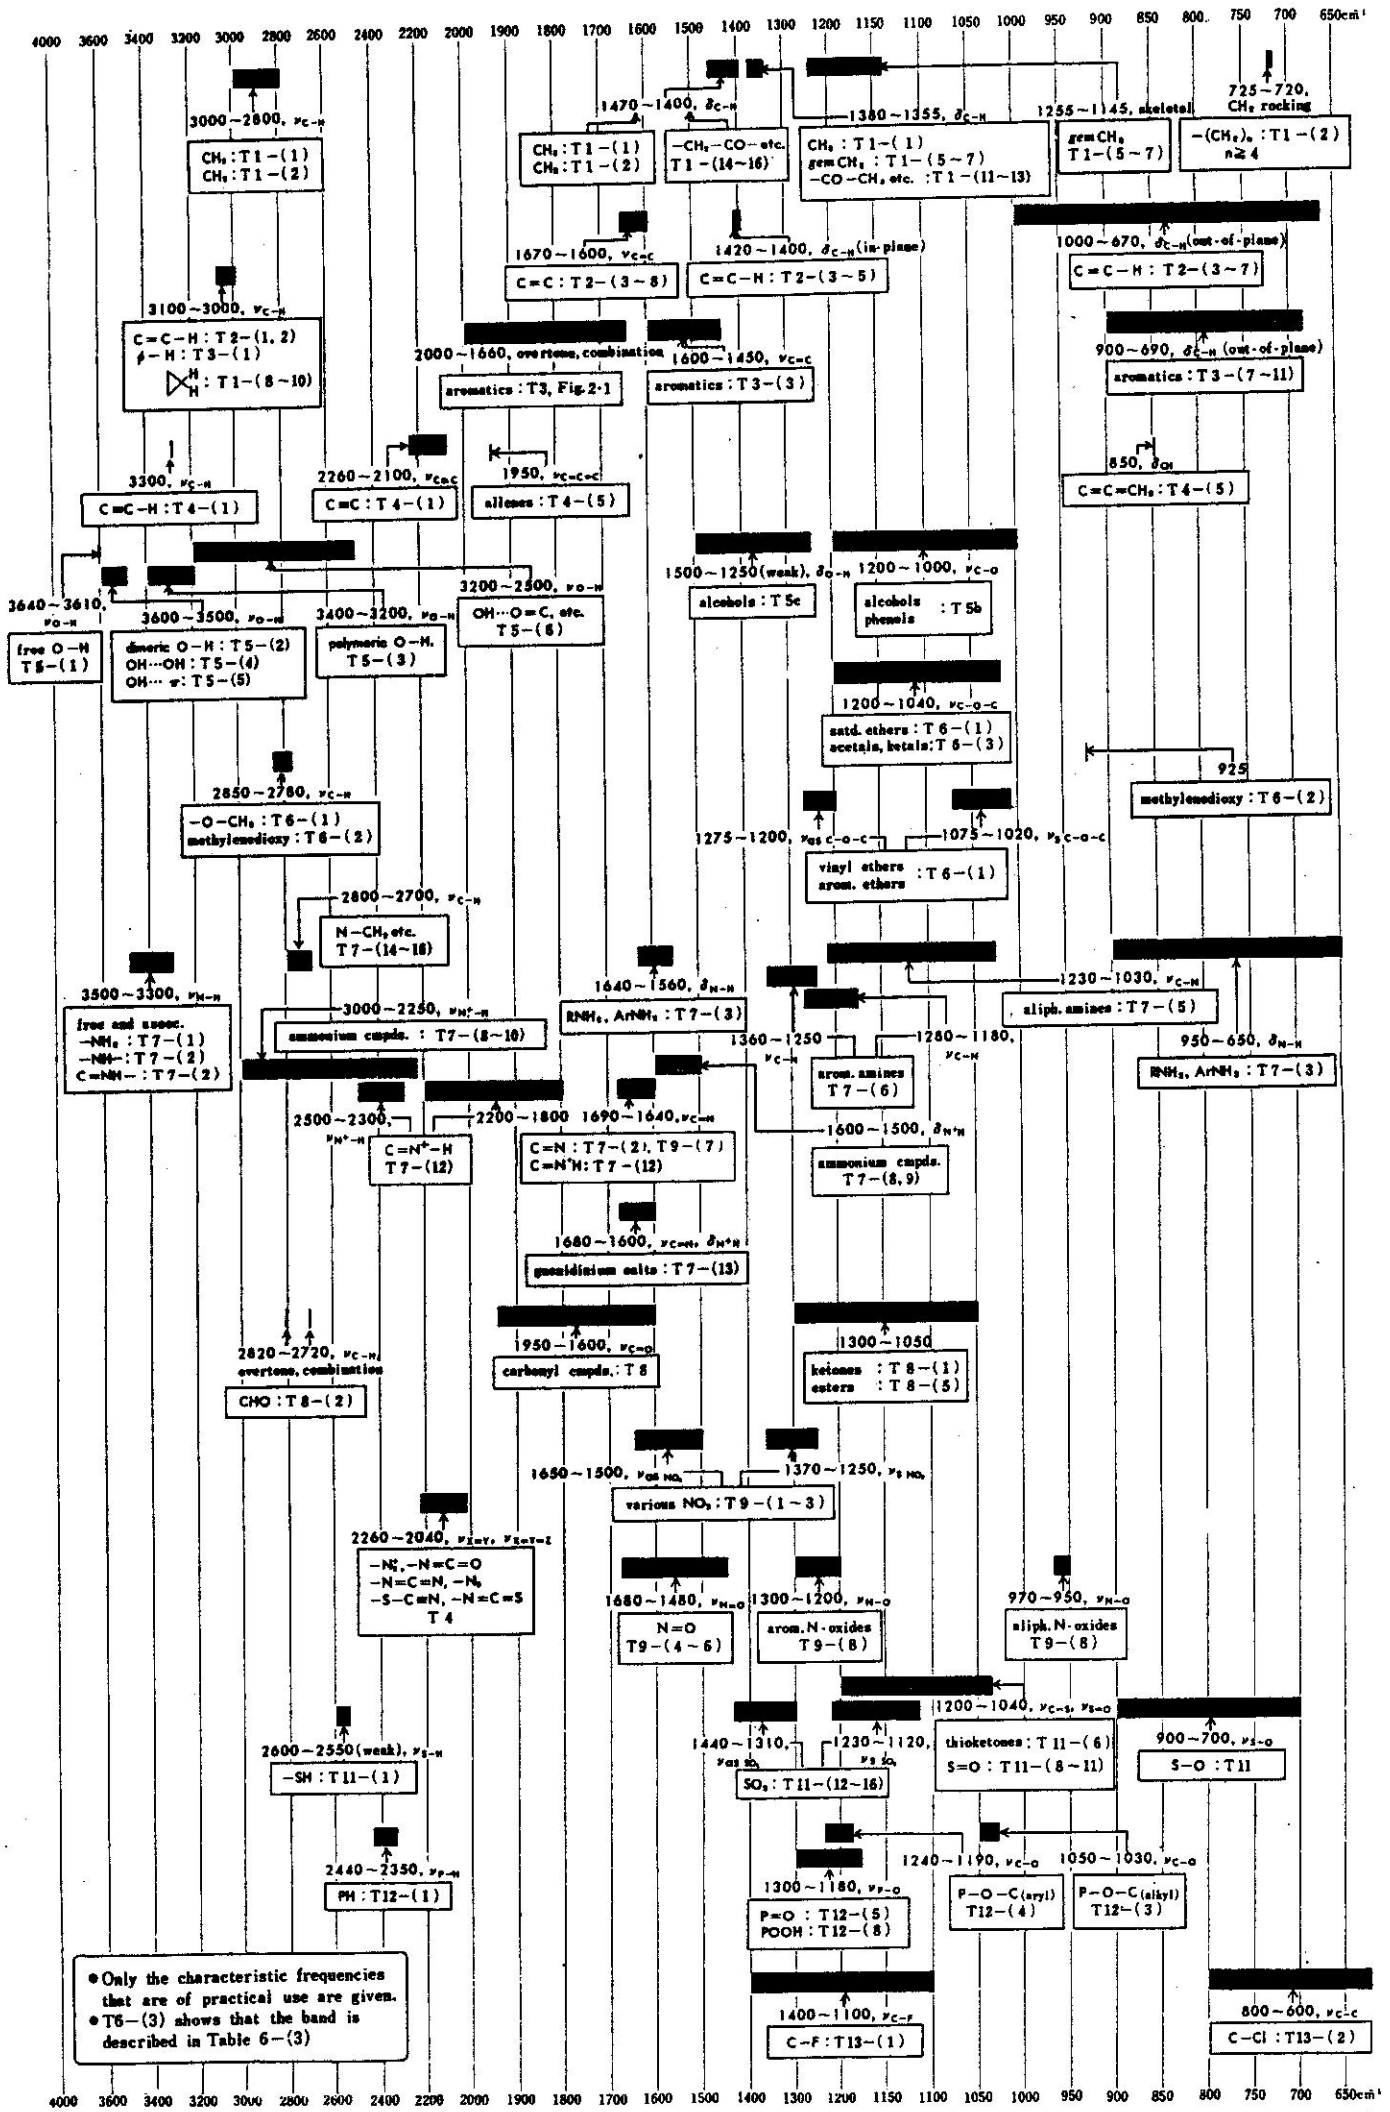 4000 3600 3400 3200 3000 2800 2600 2400 2200 2000 1900 1800 1700 1600 1500 1400 1300 1200 1100 1050 1000 950 900 850 800 750 700 650cm⁻¹
3000~2800, νC-H
CH₃ : T1-(1)
CH₂ : T1-(2)
1470~1400, δC-H
CH₃ : T1-(1)
CH₂ : T1-(2)
-CH₂-CO- etc.
T1-(14~16)
1380~1355, δC-H
CH₃ : T1-(1)
gem CH₃ : T1-(5~7)
-CO-CH₃ etc. : T1-(11~13)
1255~1145, skeletal
gem CH₃
T1-(5~7)
725~720,
CH₂ rocking
-(CH₂)ₙ : T1-(2)
n≧4
3100~3000, νC-H
C=C-H : T2-(1, 2)
φ-H : T3-(1)
H
H : T1-(8~10)
1670~1600, νC=C
C=C : T2-(3~8)
1420~1400, δC-H (in-plane)
C=C-H : T2-(3~5)
1000~670, δC-H (out-of-plane)
C=C-H : T2-(3~7)
2000~1660, overtone, combination
aromatics : T3, Fig. 2·1
1600~1450, νC=C
aromatics : T3-(3)
900~690, δC-H (out-of-plane)
aromatics : T3-(7~11)
3300, νC-H
C≡C-H : T4-(1)
2260~2100, νC≡C
C≡C : T4-(1)
1950, νC=C=C
allenes : T4-(5)
850, δCH
C=C=CH₂ : T4-(5)
3640~3610,
νO-H
free O-H
T5-(1)
3600~3500, νO-H
dimeric O-H : T5-(2)
OH···OH : T5-(4)
OH··· π : T5-(5)
3400~3200, νO-H
polymeric O-H.
T5-(3)
3200~2500, νO-H
OH···O=C, etc.
T5-(6)
1500~1250 (weak), δO-H
alcohols : T5c
1200~1000, νC-O
alcohols
phenols : T5b
1200~1040, νC-O-C
satd. ethers : T6-(1)
acetals, ketals : T6-(3)
925
methylenedioxy : T6-(2)
2850~2780, νC-H
-O-CH₃ : T6-(1)
methylenedioxy : T6-(2)
1275~1200, νas C-O-C
1075~1020, νs C-O-C
vinyl ethers
arom. ethers : T6-(1)
2800~2700, νC-H
N-CH₃ etc.
T7-(14~16)
3500~3300, νN-H
free and assoc.
-NH₂ : T7-(1)
-NH- : T7-(2)
C=NH- : T7-(2)
3000~2250, νN⁺-H
ammonium cmpds. : T7-(8~10)
1640~1560, δN-H
RNH₂, ArNH₂ : T7-(3)
1230~1030, νC-N
aliph. amines : T7-(5)
1360~1250
νC-N
1280~1180,
νC-N
arom. amines
T7-(6)
950~650, δN-H
RNH₂, ArNH₂ : T7-(3)
2500~2300,
νN⁺-H
2200~1800
C=N⁺-H
T7-(12)
1690~1640, νC=N
C=N : T7-(2), T9-(7)
C=N⁺H : T7-(12)
1600~1500, δN⁺H
ammonium cmpds.
T7-(8, 9)
1680~1600, νC=N, δN⁺H
guanidinium salts : T7-(13)
2820~2720, νC-H,
overtone, combination
CHO : T8-(2)
1950~1600, νC=O
carbonyl cmpds. : T8
1300~1050
ketones : T8-(1)
esters : T8-(5)
1650~1500, νas NO₂
1370~1250, νs NO₂
various NO₂ : T9-(1~3)
2260~2040, νX≡Y, νX=Y=Z
-N=C=O
-N=C=N, -N₃
-S-C≡N, -N=C=S
T4
1680~1480, νN=O
N=O
T9-(4~6)
1300~1200, νN-O
arom. N-oxides
T9-(8)
970~950, νN-O
aliph. N-oxides
T9-(8)
2600~2550 (weak), νS-H
-SH : T11-(1)
1440~1310,
νas SO₂
1230~1120,
νs SO₂
SO₂ : T11-(12~16)
1200~1040, νC=S, νS=O
thioketones : T11-(6)
S=O : T11-(8~11)
900~700, νS-O
S-O : T11
2440~2350, νP-H
PH : T12-(1)
1300~1180, νP-O
P=O : T12-(5)
POOH : T12-(8)
1240~1190, νC-O
P-O-C(aryl)
T12-(4)
1050~1030, νC-O
P-O-C(alkyl)
T12-(3)
1400~1100, νC-F
C-F : T13-(1)
800~600, νC-C
C-Cl : T13-(2)
● Only the characteristic frequencies
that are of practical use are given.
● T6-(3) shows that the band is
described in Table 6-(3)
4000 3800 3600 3400 3200 3000 2800 2600 2400 2200 2000 1900 1800 1700 1600 1500 1400 1300 1200 1100 1050 1000 950 900 850 800 750 700 650cm⁻¹